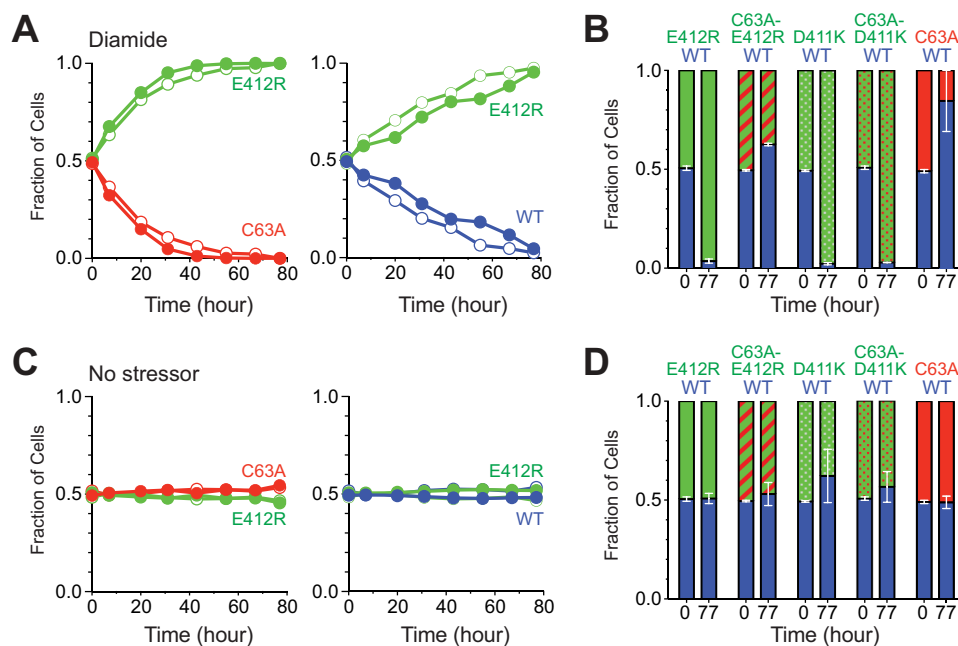 A
Diamide
Fraction of Cells
1.0
0.5
0.0
E412R
C63A
0 20 40 60 80
Time (hour)
1.0
0.5
0.0
E412R
WT
0 20 40 60 80
Time (hour)
B
E412R
WT
C63A-
E412R
WT
D411K
WT
C63A-
D411K
WT
C63A
WT
Fraction of Cells
1.0
0.5
0.0
0 77 0 77 0 77 0 77 0 77
Time (hour)
C
No stressor
Fraction of Cells
1.0
0.5
0.0
C63A
E412R
0 20 40 60 80
Time (hour)
1.0
0.5
0.0
E412R
WT
0 20 40 60 80
Time (hour)
D
E412R
WT
C63A-
E412R
WT
D411K
WT
C63A-
D411K
WT
C63A
WT
Fraction of Cells
1.0
0.5
0.0
0 77 0 77 0 77 0 77 0 77
Time (hour)